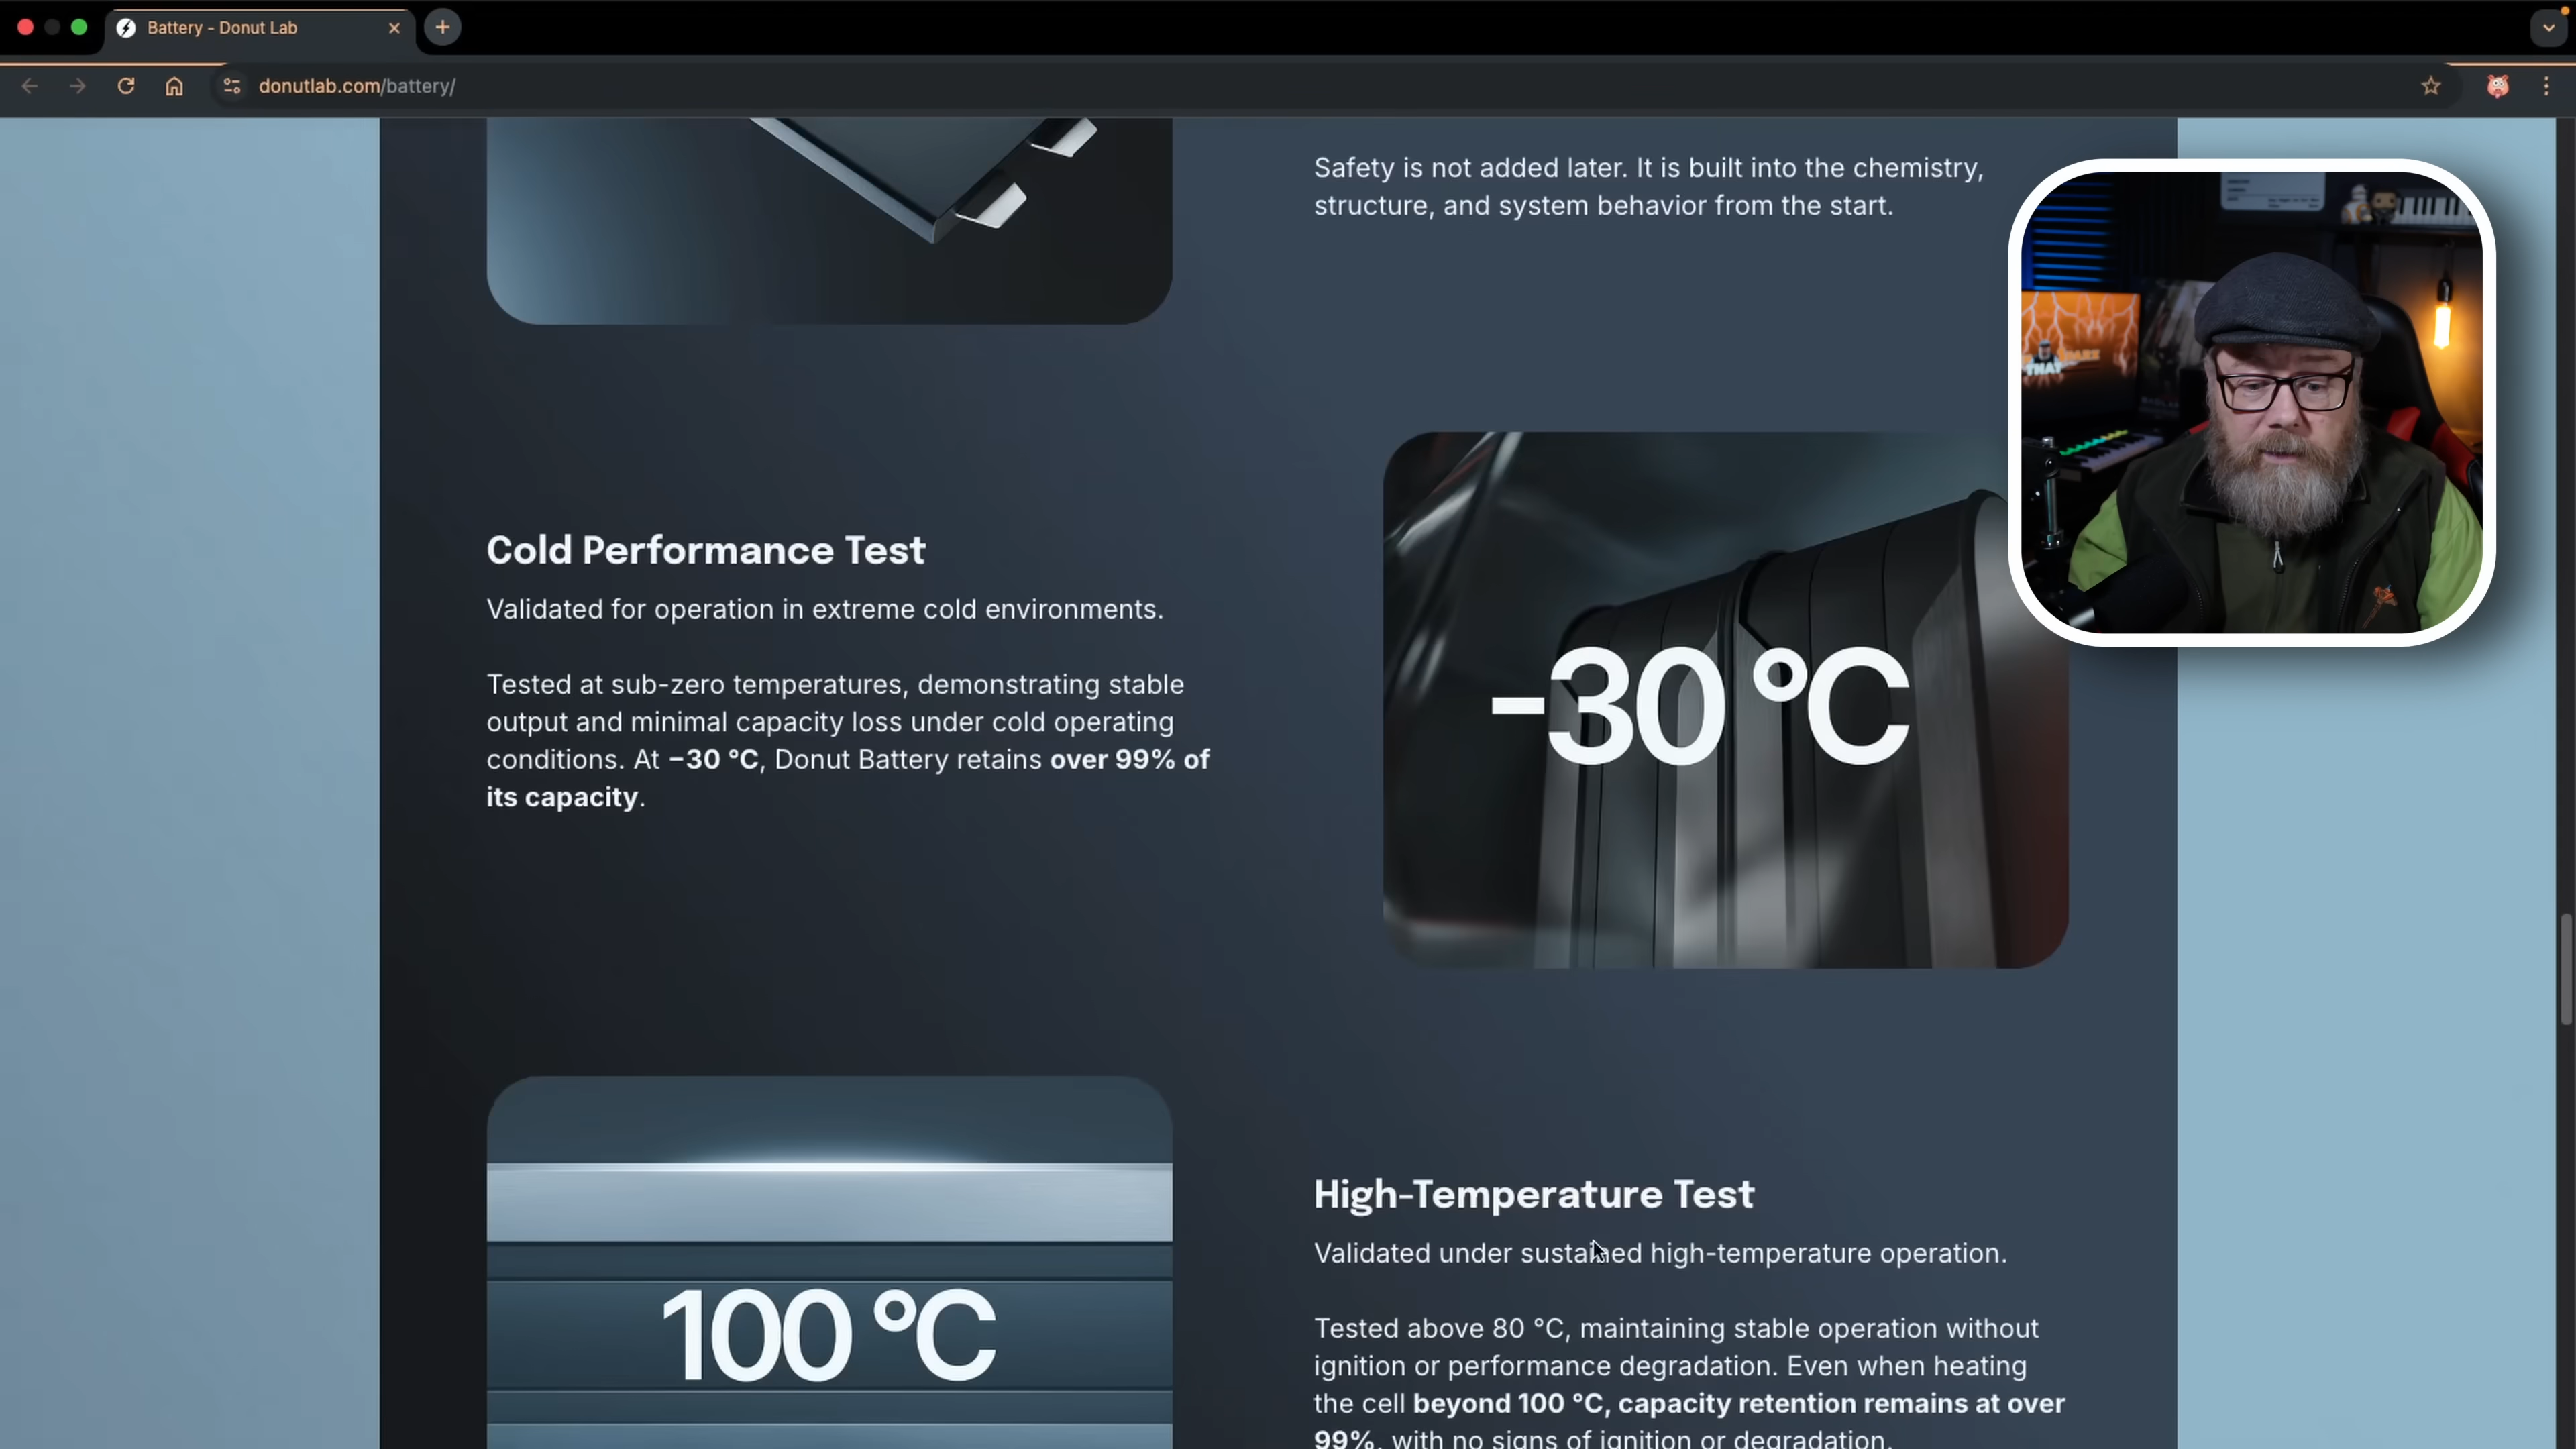 Battery - Donut Lab
donutlab.com/battery/
Safety is not added later. It is built into the chemistry,
structure, and system behavior from the start.
Cold Performance Test
Validated for operation in extreme cold environments.
Tested at sub-zero temperatures, demonstrating stable
output and minimal capacity loss under cold operating
conditions. At −30 °C, Donut Battery retains over 99% of
its capacity.
-30 °C
100 °C
High-Temperature Test
Validated under sustained high-temperature operation.
Tested above 80 °C, maintaining stable operation without
ignition or performance degradation. Even when heating
the cell beyond 100 °C, capacity retention remains at over
99%, with no signs of ignition or degradation.